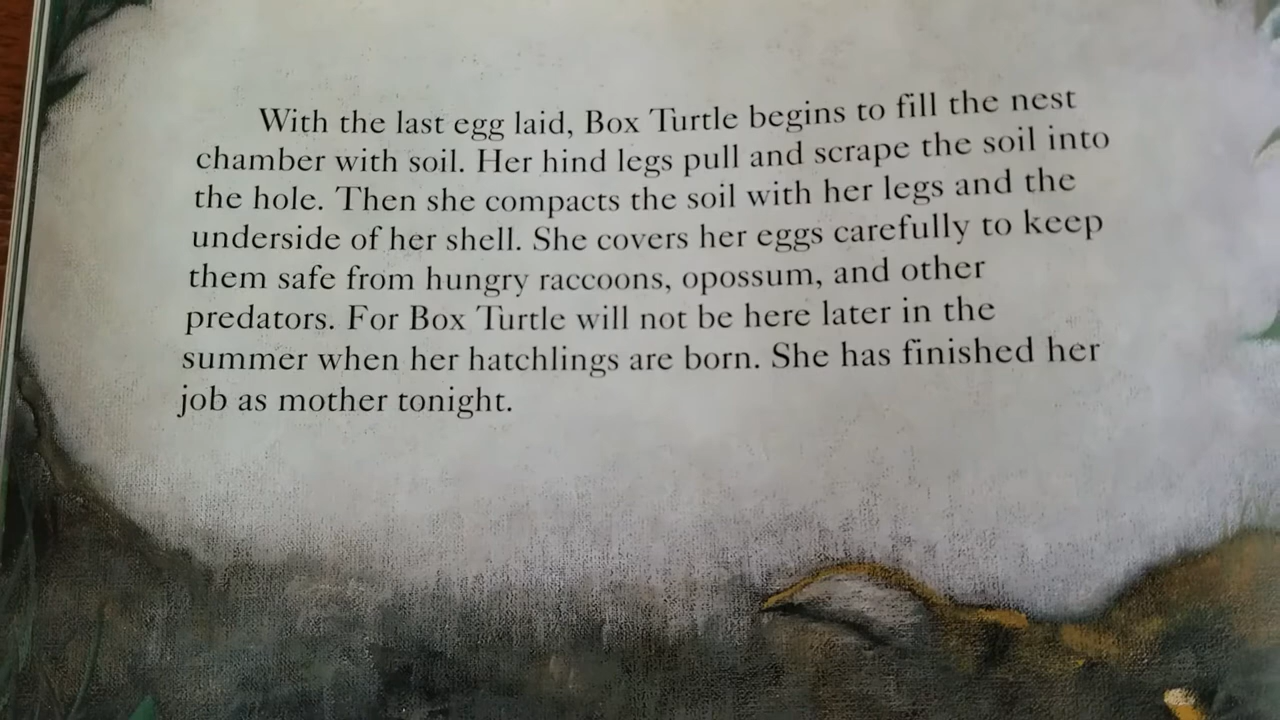 With the last egg laid, Box Turtle begins to fill the nest
chamber with soil. Her hind legs pull and scrape the soil into
the hole. Then she compacts the soil with her legs and the
underside of her shell. She covers her eggs carefully to keep
them safe from hungry raccoons, opossum, and other
predators. For Box Turtle will not be here later in the
summer when her hatchlings are born. She has finished her
job as mother tonight.